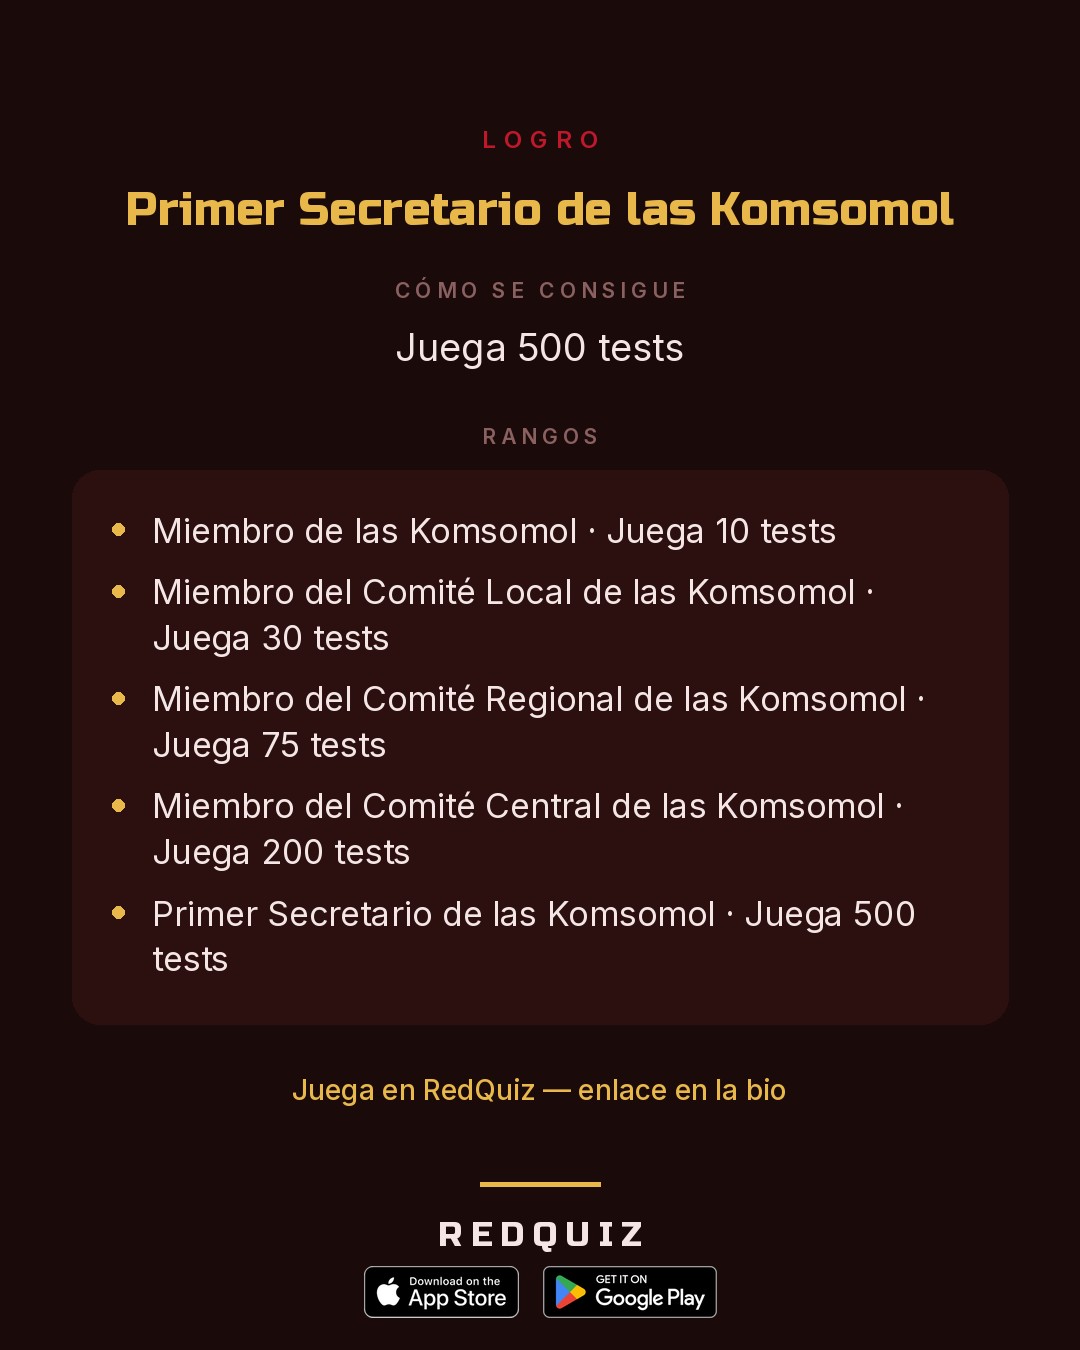 LOGRO
Primer Secretario de las Komsomol
CÓMO SE CONSIGUE
Juega 500 tests
RANGOS
Miembro de las Komsomol · Juega 10 tests
Miembro del Comité Local de las Komsomol ·
Juega 30 tests
Miembro del Comité Regional de las Komsomol ·
Juega 75 tests
Miembro del Comité Central de las Komsomol ·
Juega 200 tests
Primer Secretario de las Komsomol · Juega 500
tests
Juega en RedQuiz — enlace en la bio
REDQUIZ
Download on the
App Store
GET IT ON
Google Play